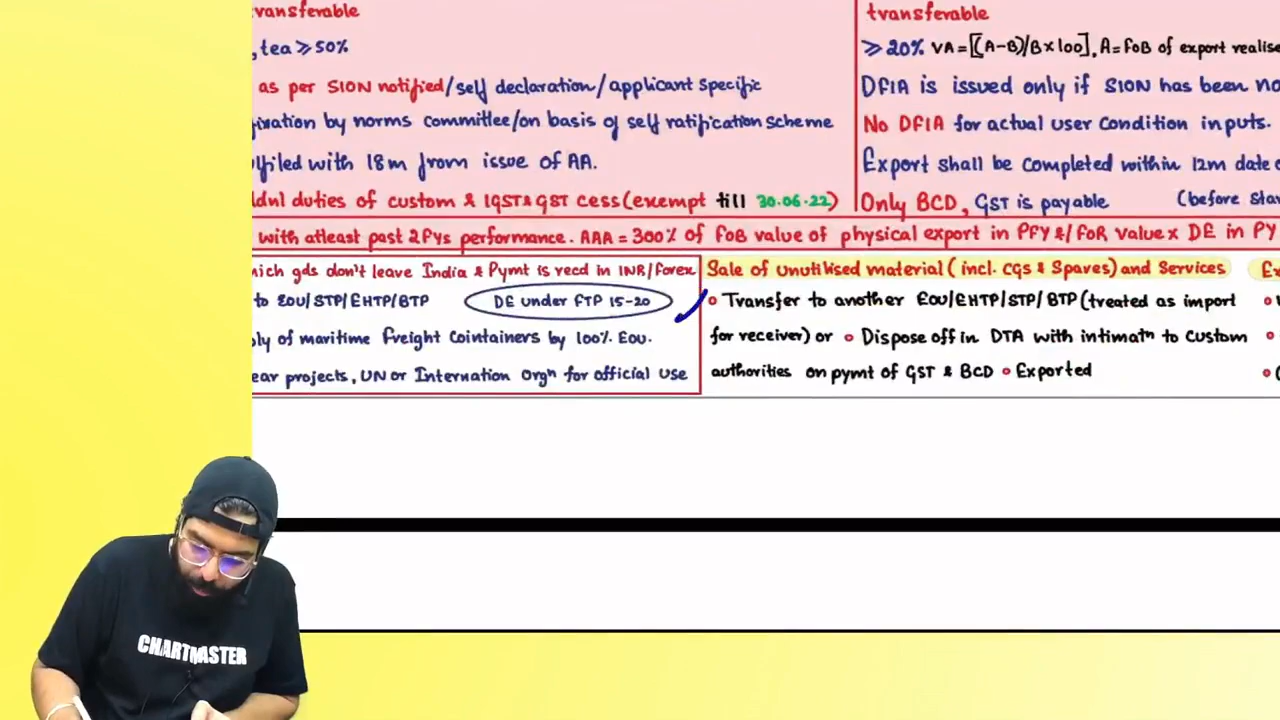 transferable
, tea ≥ 50%
as per SION notified/self declaration/applicant specific
by norms committee/on basis of self ratification scheme
with 18m from issue of AA.
duties of custom & IGST & GST cess (exempt till 30.06.22)
transferable
≥ 20% VA = [(A-B)/B x 100], A = FOB of export realise
DFIA is issued only if SION has been no
No DFIA for actual user condition inputs.
Export shall be completed within 12m date o
Only BCD, GST is payable (before star
with atleast past 2FYs performance. AAA = 300% of FOB value of physical export in PFY &/FOR value x DE in PY
hich gds don't leave India & Pymt is recd in INR/Forex
to EOU/STP/EHTP/BTP DE under FTP 15-20
ply of maritime freight Cointainers by 100% EOU.
ear projects, UN or Internation Orgn for official use
Sale of Unutilised material (incl. CGs & Spares) and Services
Transfer to another EOU/EHTP/STP/BTP (treated as import
for receiver) or Dispose off in DTA with intimatn to Custom
authorities on pymt of GST & BCD Exported
Ex
CHARTMASTER